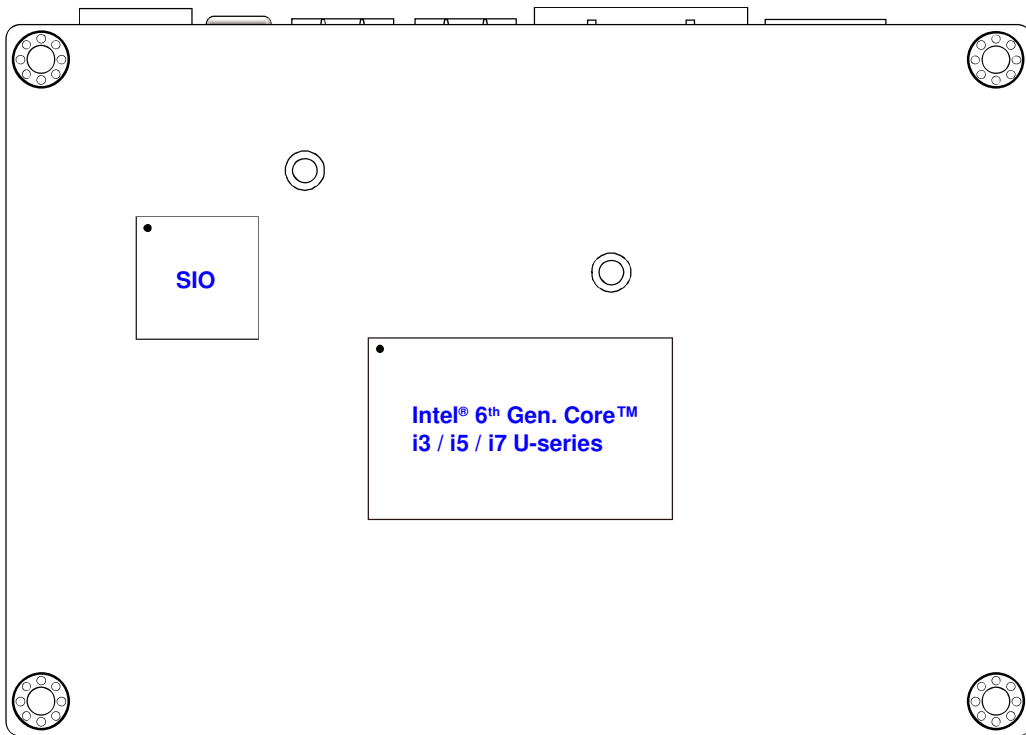 SIO
Intel® 6th Gen. Core™
i3 / i5 / i7 U-series